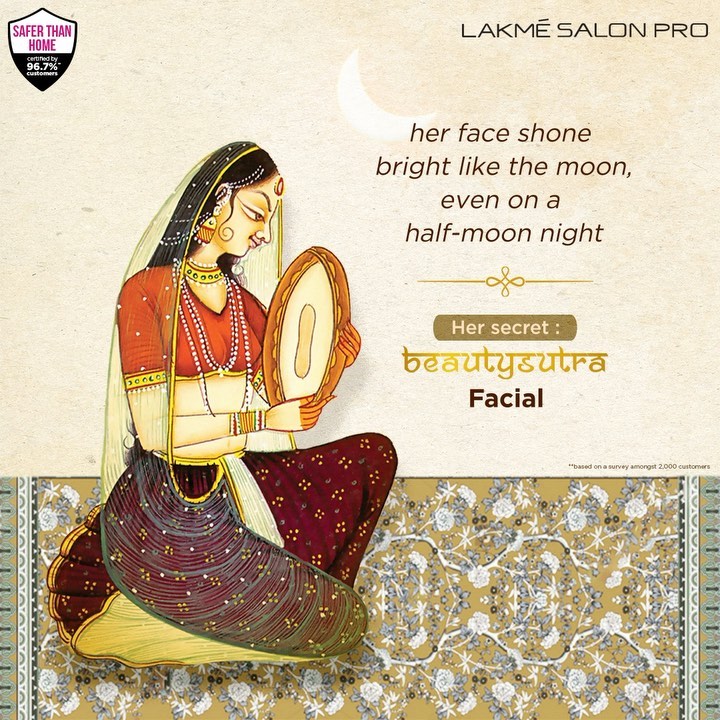 SAFER THAN
HOME
certified by
96.7%**
customers
LAKMÉ SALON PRO
her face shone
bright like the moon,
even on a
half-moon night
Her secret :
beautysutra
Facial
**based on a survey amongst 2,000 customers